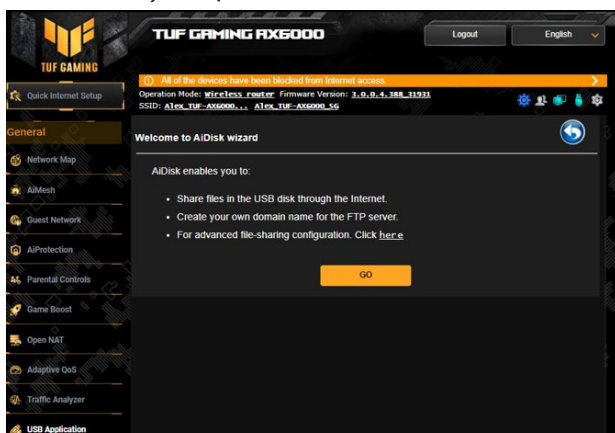 TUF GAMING
TUF GAMING AX6000
Logout
English
All of the devices have been blocked from Internet access.
Quick Internet Setup
Operation Mode: Wireless router Firmware Version: 3.0.0.4.388_31931
SSID: Alex_TUF-AX6000... Alex_TUF-AX6000_5G
General
Welcome to AiDisk wizard
Network Map
AiDisk enables you to:
AiMesh
• Share files in the USB disk through the Internet.
Guest Network
• Create your own domain name for the FTP server.
• For advanced file-sharing configuration. Click here
AiProtection
Parental Controls
GO
Game Boost
Open NAT
Adaptive QoS
Traffic Analyzer
USB Application